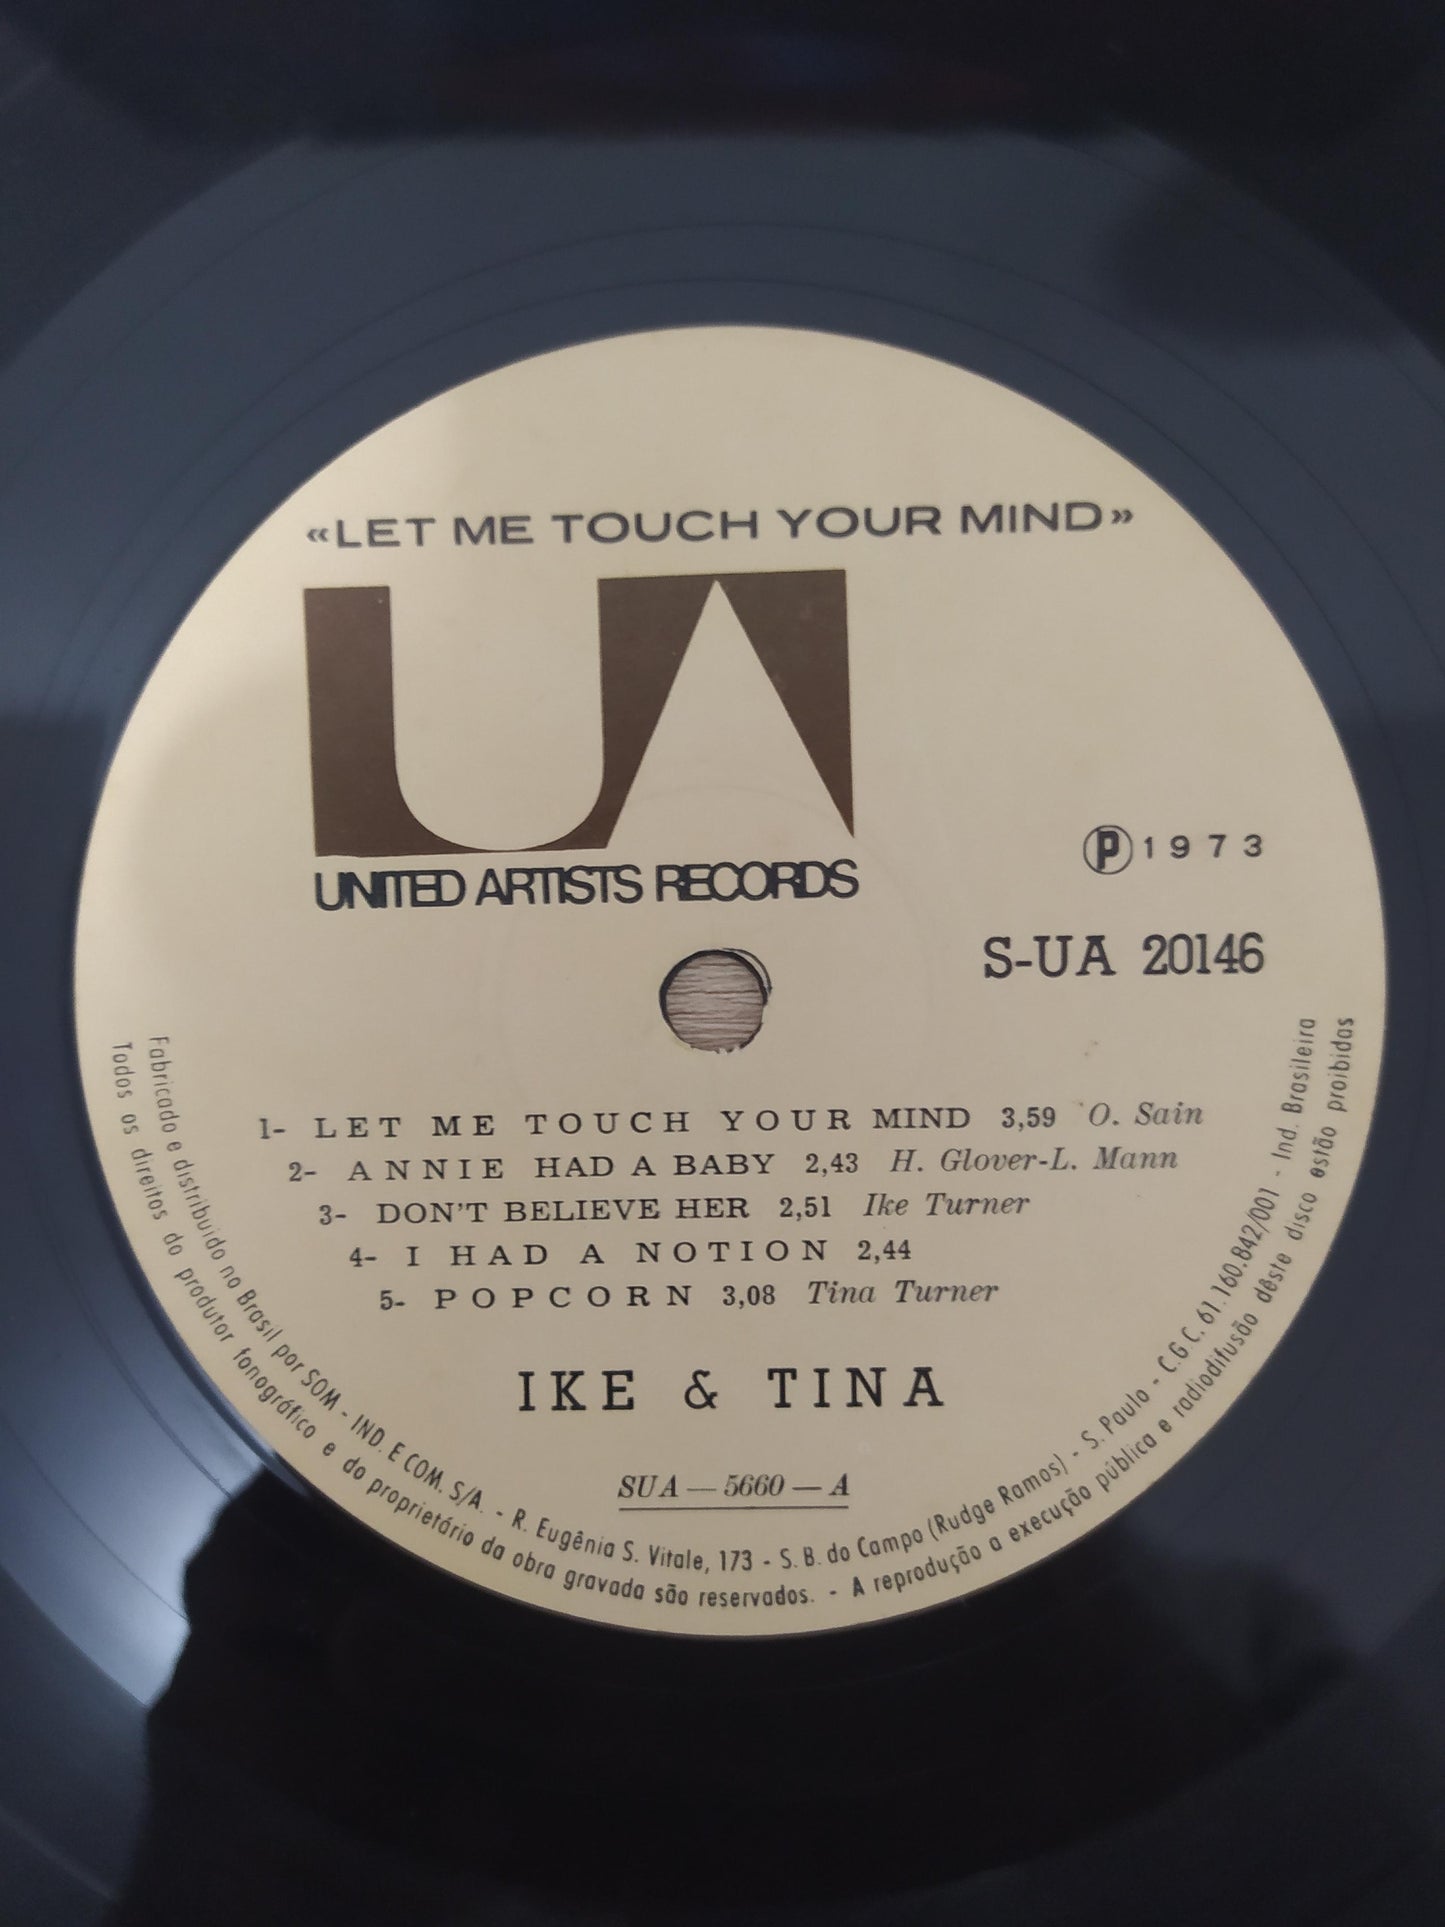 «LET ME TOUCH YOUR MIND»
UA
UNITED ARTISTS RECORDS
Ⓟ 1973
S-UA 20146
1- LET ME TOUCH YOUR MIND 3,59 O. Sain
2- ANNIE HAD A BABY 2,43 H. Glover-L. Mann
3- DON'T BELIEVE HER 2,51 Ike Turner
4- I HAD A NOTION 2,44
5- POPCORN 3,08 Tina Turner
IKE & TINA
SUA — 5660 — A
Fabricado e distribuido no Brasil por SOM - IND. E COM. S/A. - R. Eugênia S. Vitale, 173 - S. B. do Campo (Rudge Ramos) - S. Paulo - C.G.C. 61.160.842/001 - Ind. Brasileira
Todos os direitos do produtor fonográfico e do proprietário da obra gravada são reservados. - A reprodução a execução pública e radiodifusão dêste disco estão proibidas